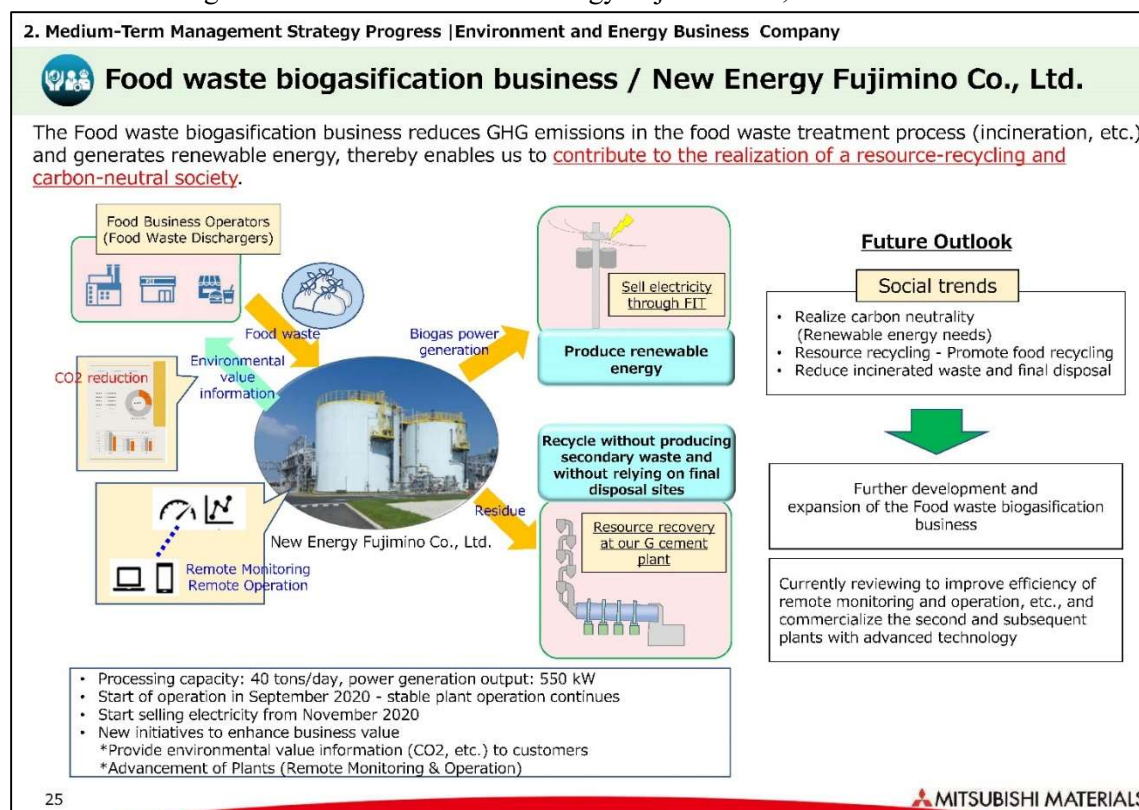 2. Medium-Term Management Strategy Progress |Environment and Energy Business Company
Food waste biogasification business / New Energy Fujimino Co., Ltd.
The Food waste biogasification business reduces GHG emissions in the food waste treatment process (incineration, etc.)
and generates renewable energy, thereby enables us to contribute to the realization of a resource-recycling and
carbon-neutral society.
Food Business Operators
(Food Waste Dischargers)
Food waste
Environmental
value
information
CO2 reduction
Remote Monitoring
Remote Operation
New Energy Fujimino Co., Ltd.
Biogas power
generation
Sell electricity
through FIT
Produce renewable
energy
Recycle without producing
secondary waste and
without relying on final
disposal sites
Residue
Resource recovery
at our G cement
plant
Future Outlook
Social trends
• Realize carbon neutrality
(Renewable energy needs)
• Resource recycling - Promote food recycling
• Reduce incinerated waste and final disposal
Further development and
expansion of the Food waste biogasification
business
Currently reviewing to improve efficiency of
remote monitoring and operation, etc., and
commercialize the second and subsequent
plants with advanced technology
• Processing capacity: 40 tons/day, power generation output: 550 kW
• Start of operation in September 2020 - stable plant operation continues
• Start selling electricity from November 2020
• New initiatives to enhance business value
*Provide environmental value information (CO2, etc.) to customers
*Advancement of Plants (Remote Monitoring & Operation)
25
MITSUBISHI MATERIALS